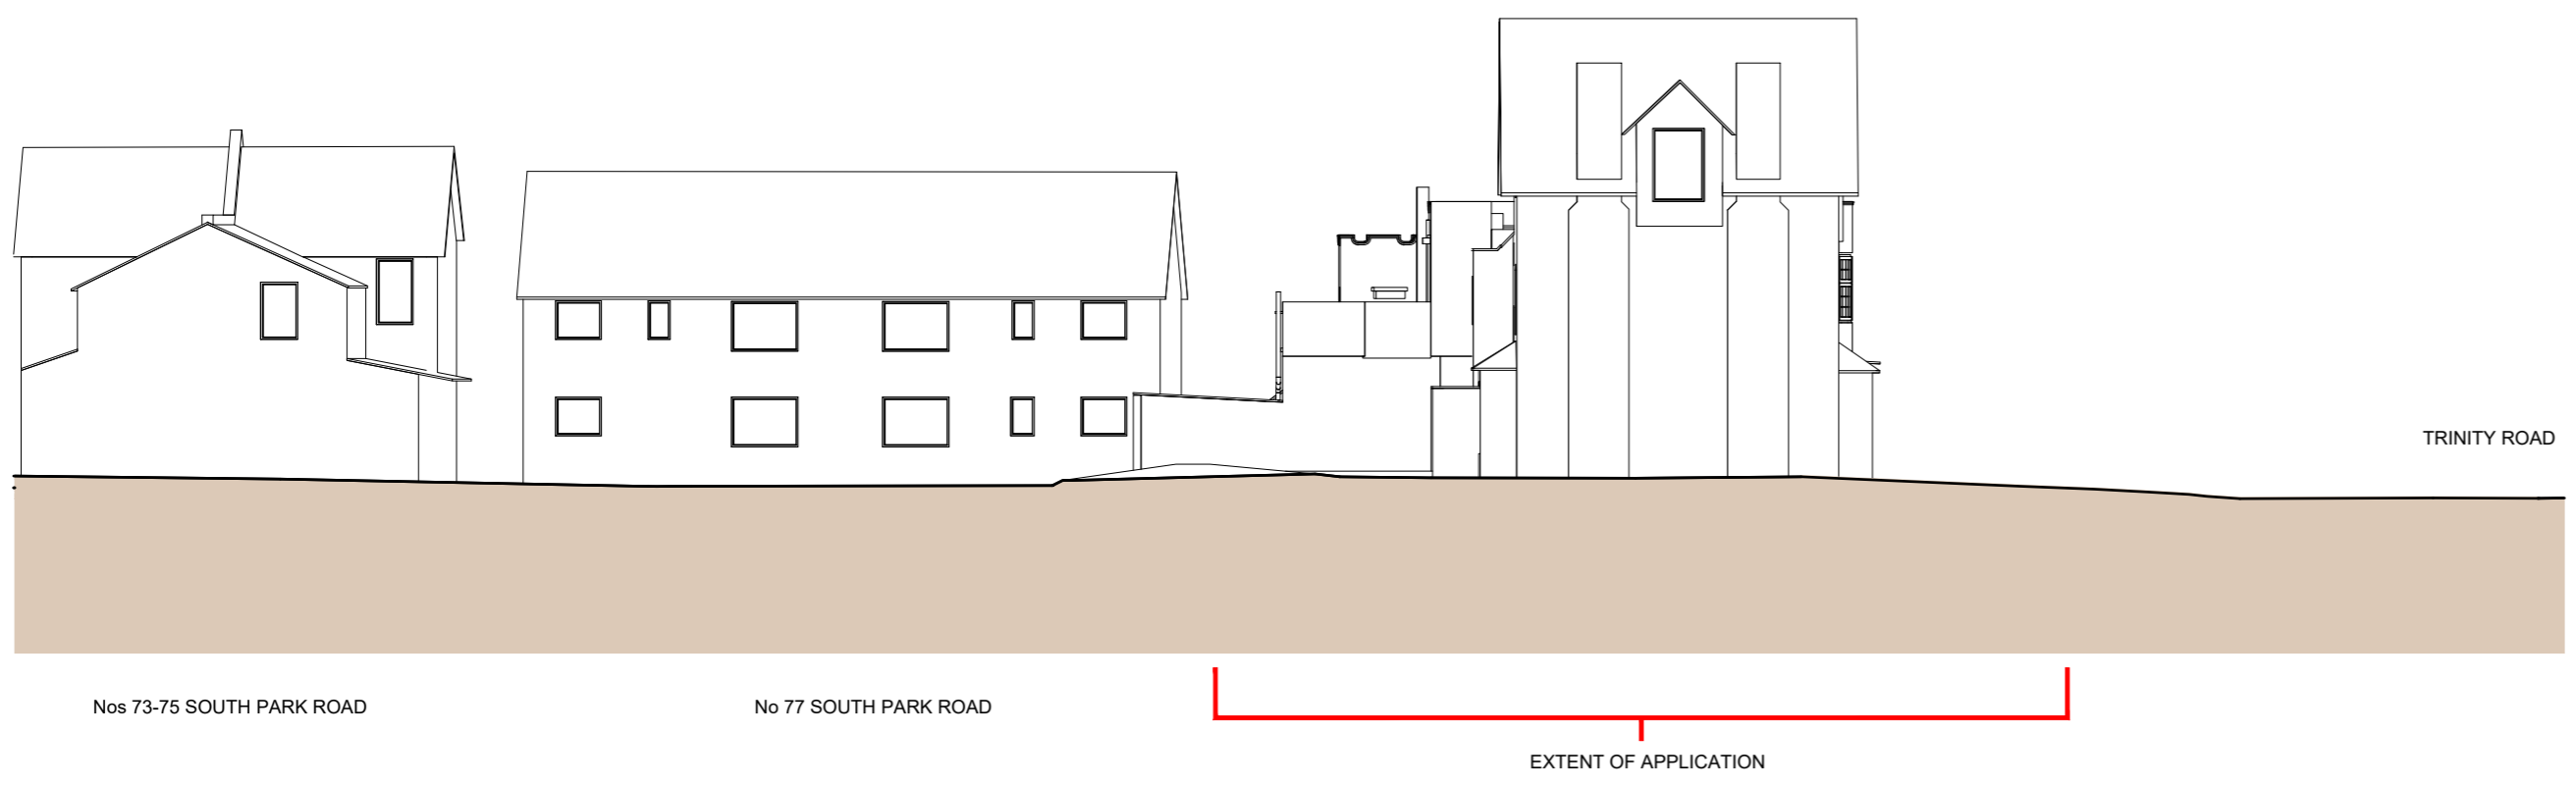 TRINITY ROAD
Nos 73-75 SOUTH PARK ROAD
No 77 SOUTH PARK ROAD
EXTENT OF APPLICATION